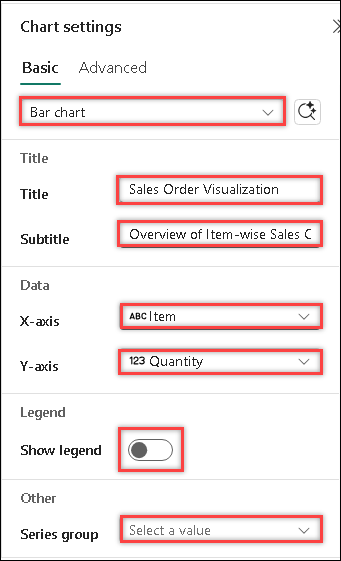 Chart settings
Basic Advanced
Bar chart
Title
Title Sales Order Visualization
Subtitle Overview of Item-wise Sales
Data
X-axis ABC Item
Y-axis 123 Quantity
Legend
Show legend
Other
Series group Select a value